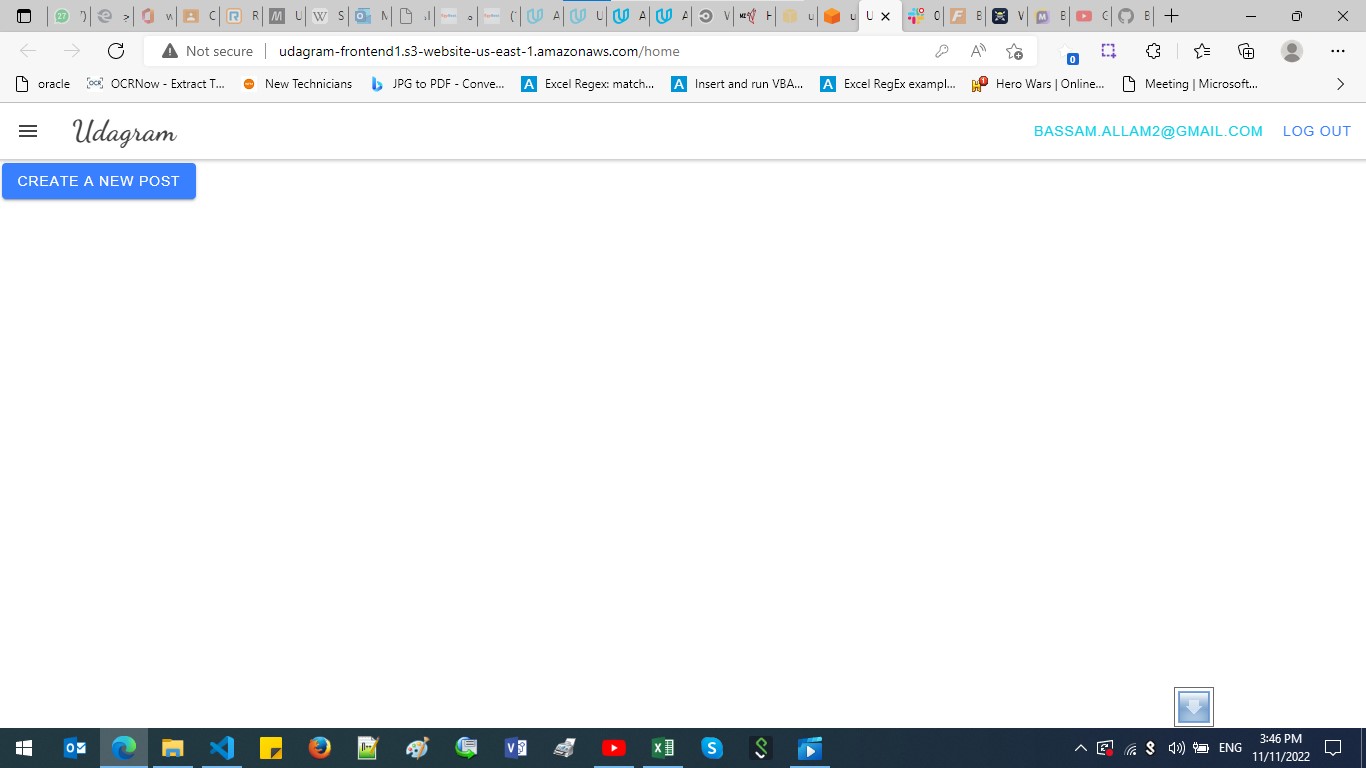 Not secure udagram-frontend1.s3-website-us-east-1.amazonaws.com/home
0
oracle OCRNow - Extract T... New Technicians JPG to PDF - Conve... Excel Regex: match... Insert and run VBA... Excel RegEx exampl... Hero Wars | Online... Meeting | Microsoft...
Udagram BASSAM.ALLAM2@GMAIL.COM LOG OUT
CREATE A NEW POST
ENG 3:46 PM
11/11/2022